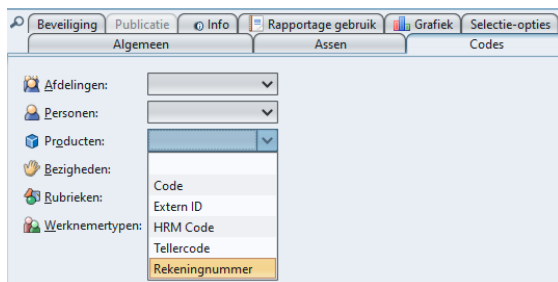 Beveiliging Publicatie Info Rapportage gebruik Grafiek Selectie-opties
Algemeen Assen Codes
Afdelingen:
Personen:
Producten:
Bezigheden:
Code
Rubrieken:
Extern ID
Werknemertypen:
HRM Code
Tellercode
Rekeningnummer